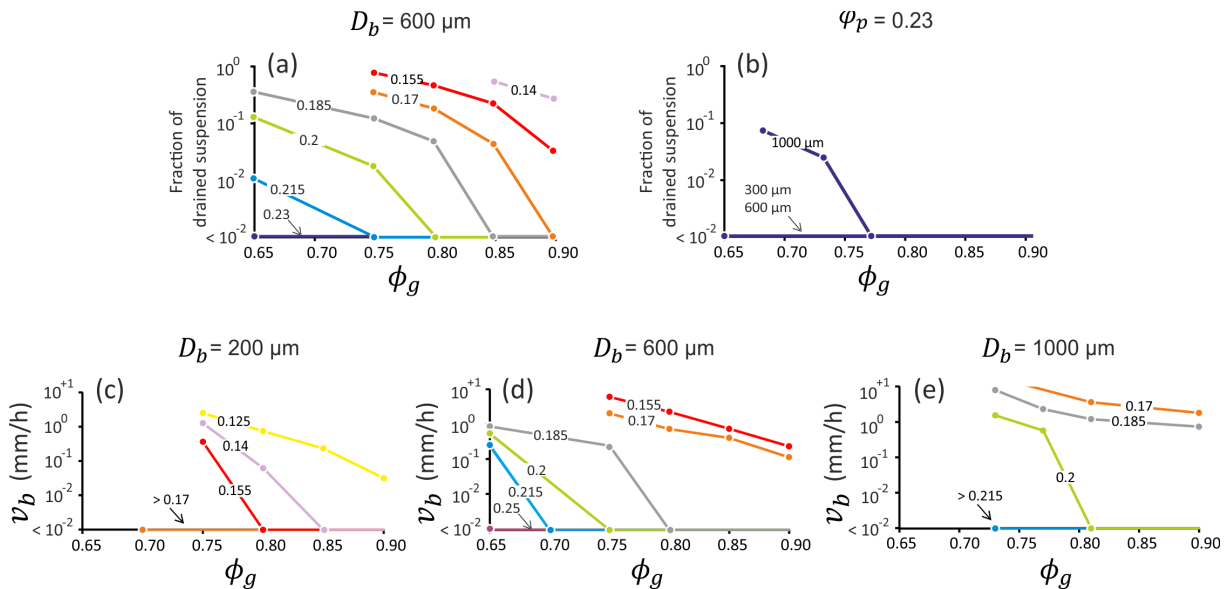 D_b = 600 µm
φ_p = 0.23
(a)
Fraction of
drained suspension
10^0
10^-1
10^-2
< 10^-2
0.155
0.14
0.17
0.185
0.2
0.215
0.23
0.65 0.70 0.75 0.80 0.85 0.90
ϕ_g
(b)
Fraction of
drained suspension
10^0
10^-1
10^-2
< 10^-2
1000 µm
300 µm
600 µm
0.65 0.70 0.75 0.80 0.85 0.90
ϕ_g
D_b = 200 µm
D_b = 600 µm
D_b = 1000 µm
(c)
v_b (mm/h)
10^+1
10^0
10^-1
10^-2
< 10^-2
0.125
0.14
0.155
> 0.17
0.65 0.70 0.75 0.80 0.85 0.90
ϕ_g
(d)
v_b (mm/h)
10^+1
10^0
10^-1
10^-2
< 10^-2
0.155
0.17
0.185
0.2
0.215
0.25
0.65 0.70 0.75 0.80 0.85 0.90
ϕ_g
(e)
v_b (mm/h)
10^+1
10^0
10^-1
10^-2
< 10^-2
0.17
0.185
0.2
> 0.215
0.65 0.70 0.75 0.80 0.85 0.90
ϕ_g